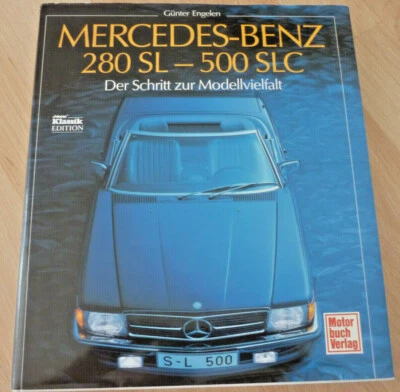 Günter Engelen
MERCEDES-BENZ
280 SL – 500 SLC
Der Schritt zur Modellvielfalt
Klassik
EDITION
S-L 500
Motor
buch
Verlag